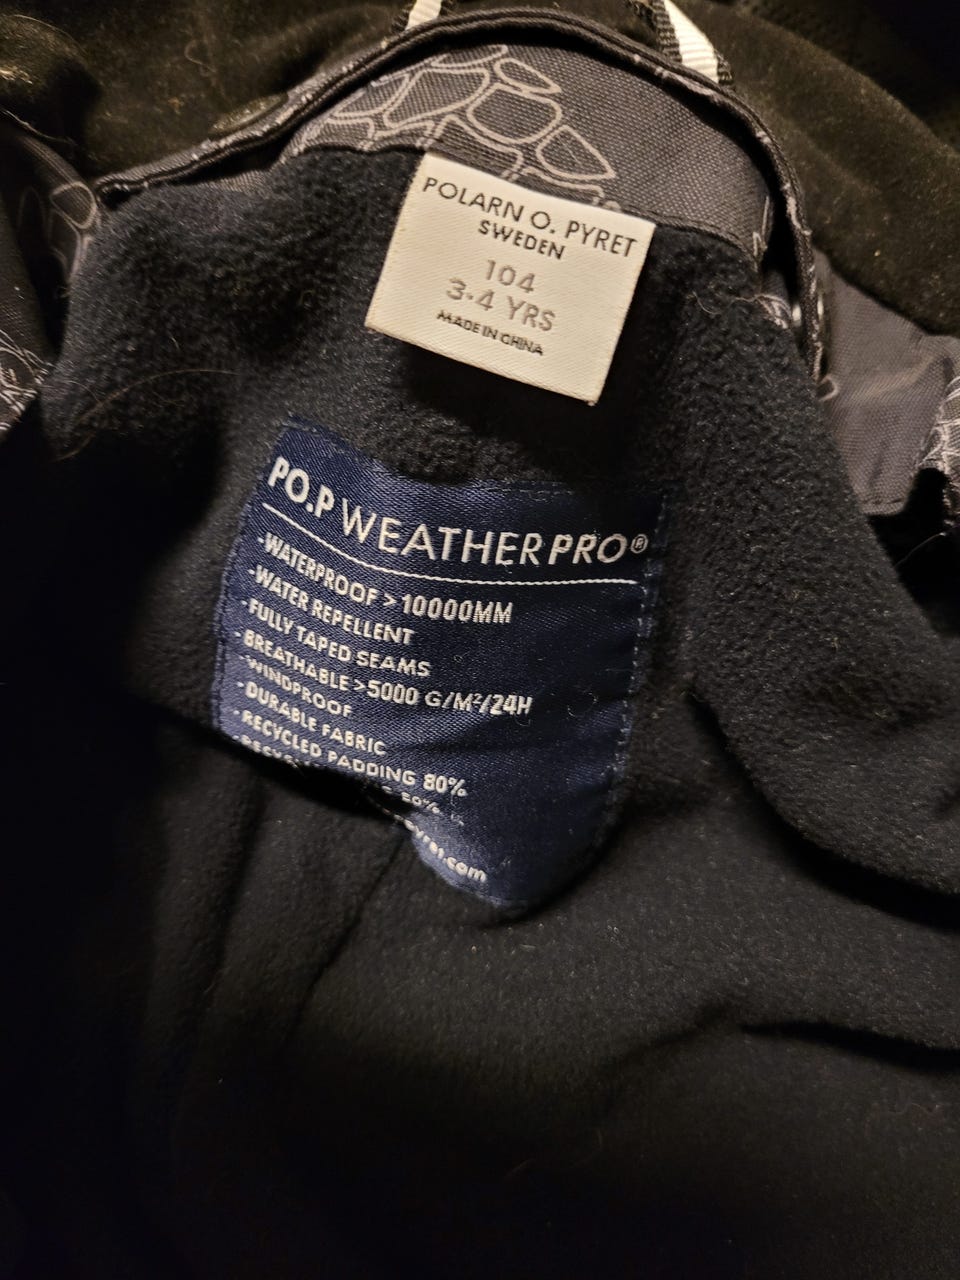 POLARN O. PYRET
SWEDEN
104
3-4 YRS
MADE IN CHINA
PO.P WEATHERPRO®
-WATERPROOF >10000MM
-WATER REPELLENT
-FULLY TAPED SEAMS
-BREATHABLE >5000 G/M²/24H
-WINDPROOF
-DURABLE FABRIC
-RECYCLED PADDING 80%